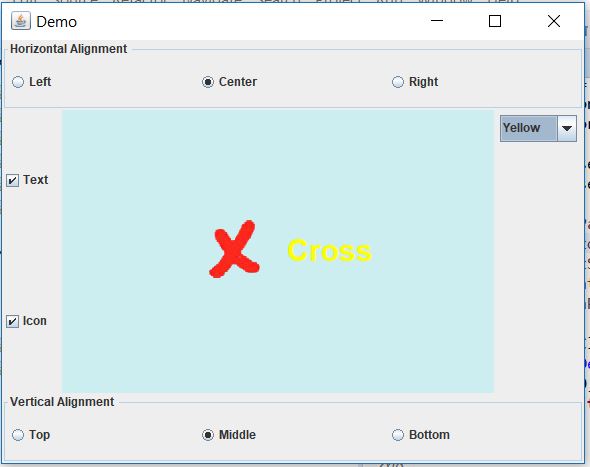 Demo
Horizontal Alignment
Left Center Right
Yellow
Text
Cross
Icon
Vertical Alignment
Top Middle Bottom